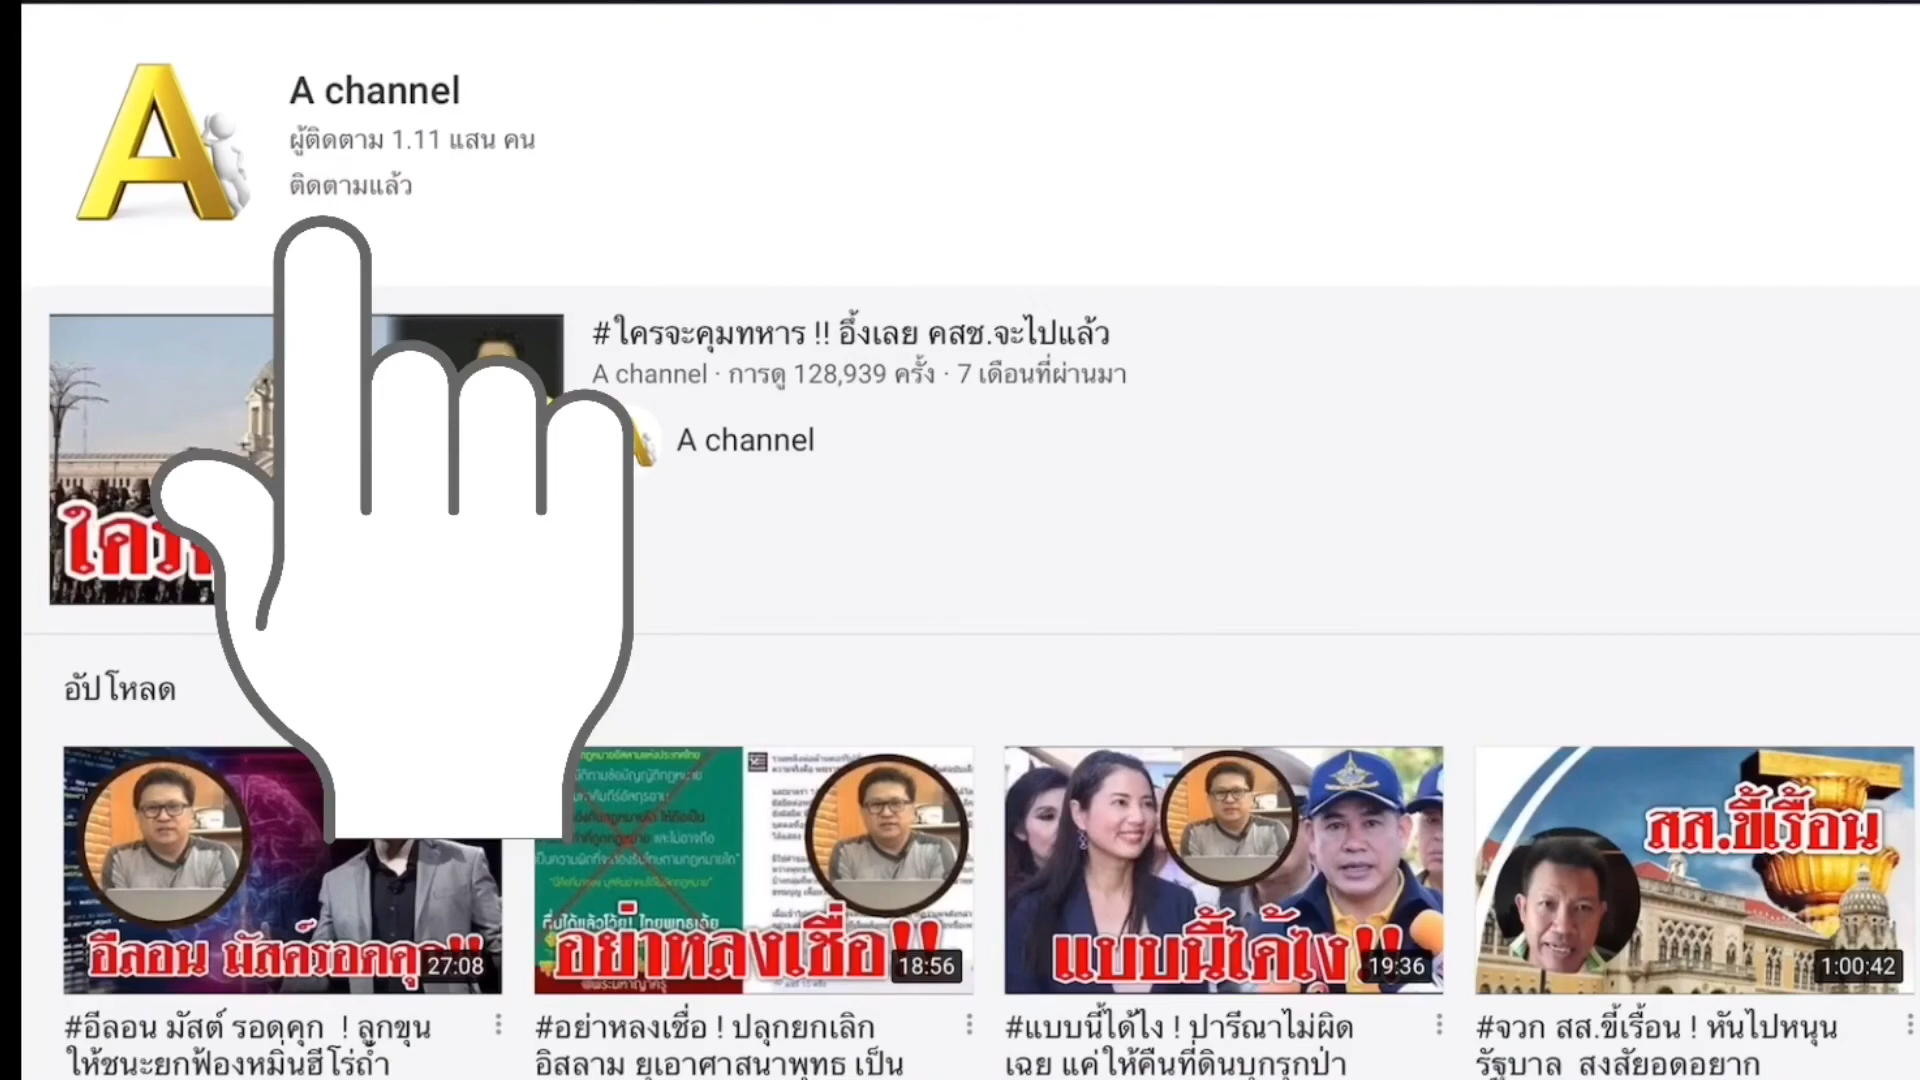 A channel
ผู้ติดตาม 1.11 แสน คน
ติดตามแล้ว
#ใครจะคุมทหาร !! อึ้งเลย คสช.จะไปแล้ว
A channel · การดู 128,939 ครั้ง · 7 เดือนที่ผ่านมา
A channel
อัปโหลด
อีลอน มัสค์รอดคุก!!
27:08
อย่าหลงเชื่อ!!
18:56
แบบนี้ได้ไง!!
19:36
สส.ขี้เรื้อน
1:00:42
#อีลอน มัสต์ รอดคุก ! ลูกขุน
ให้ชนะยกฟ้องหมิ่นฮีโร่ถ้ำ
#อย่าหลงเชื่อ ! ปลุกยกเลิก
อิสลาม ยุเอาศาสนาพุทธ เป็น
#แบบนี้ได้ไง ! ปารีณาไม่ผิด
เฉย แค่ให้คืนที่ดินบุกรุกป่า
#จวก สส.ขี้เรื้อน ! หันไปหนุน
รัฐบาล สงสัยอดอยาก